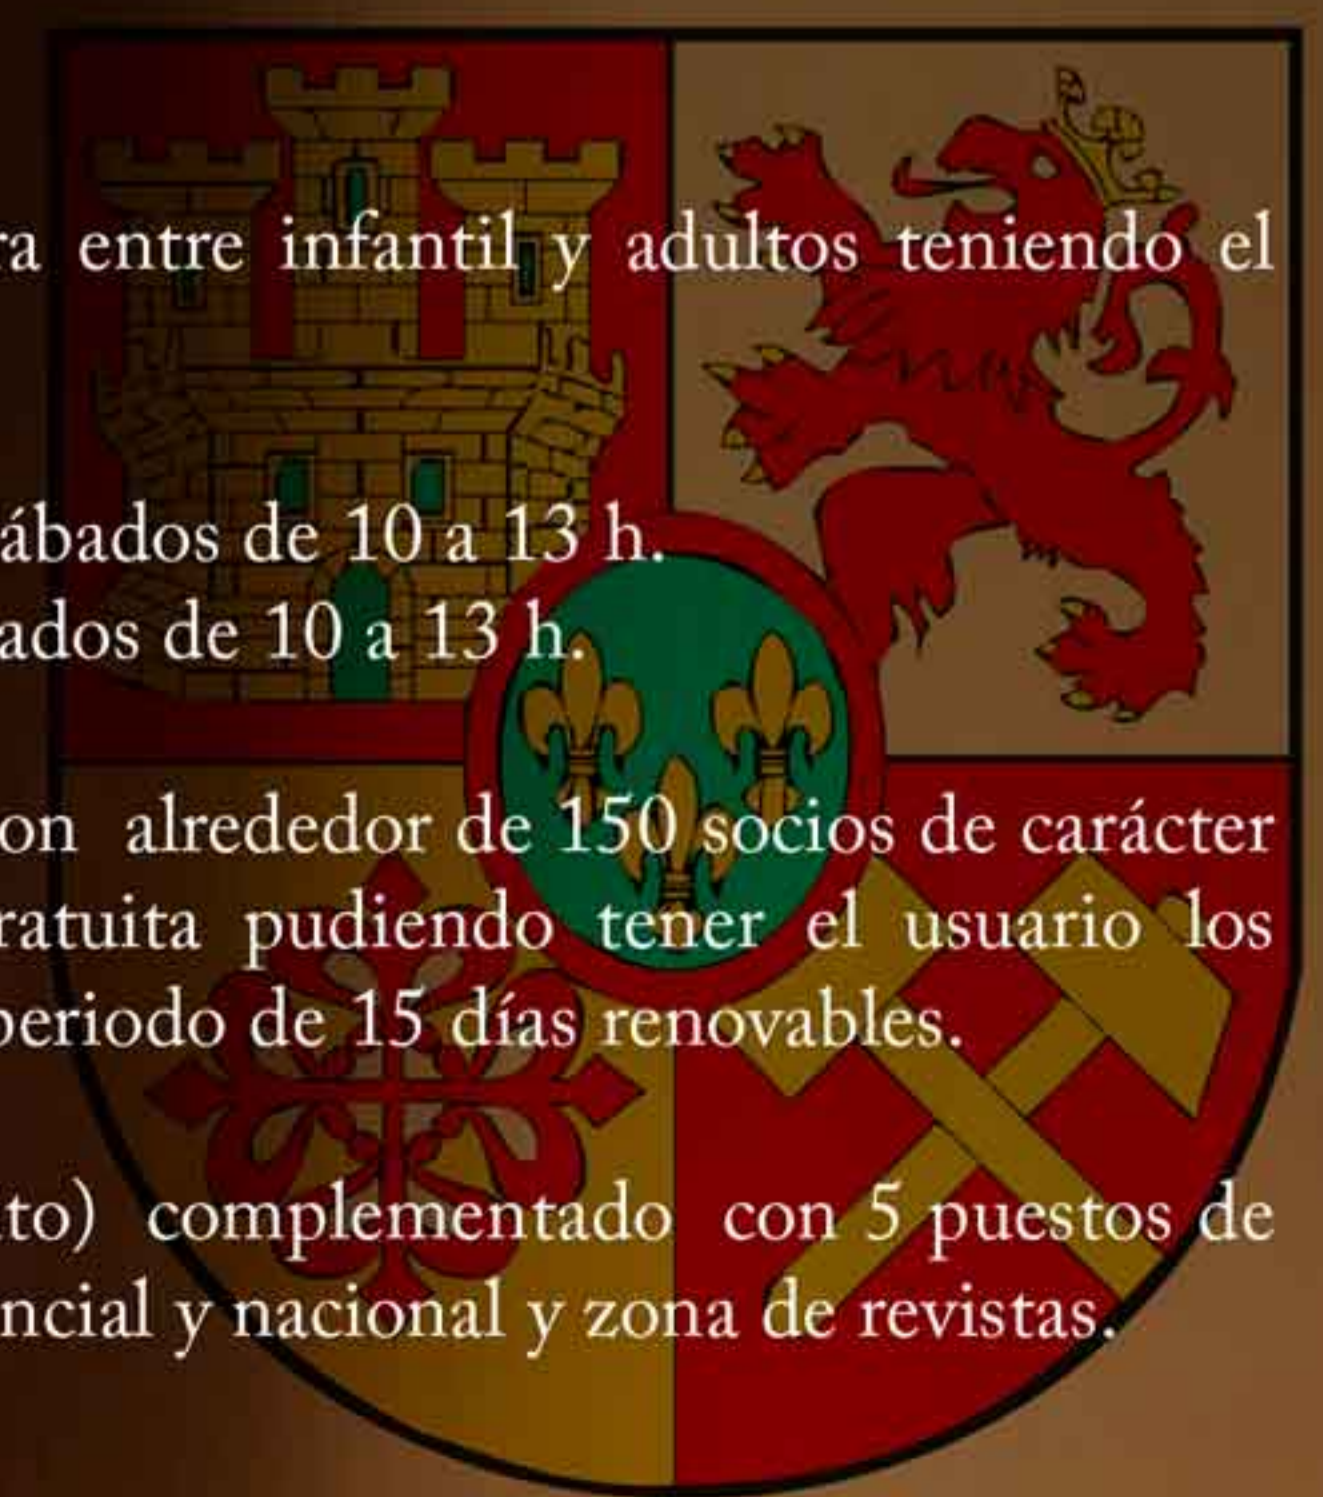 ra entre infantil y adultos teniendo el
ábados de 10 a 13 h.
ados de 10 a 13 h.
on alrededor de 150 socios de carácter
ratuita pudiendo tener el usuario los
periodo de 15 días renovables.
to) complementado con 5 puestos de
ncial y nacional y zona de revistas.